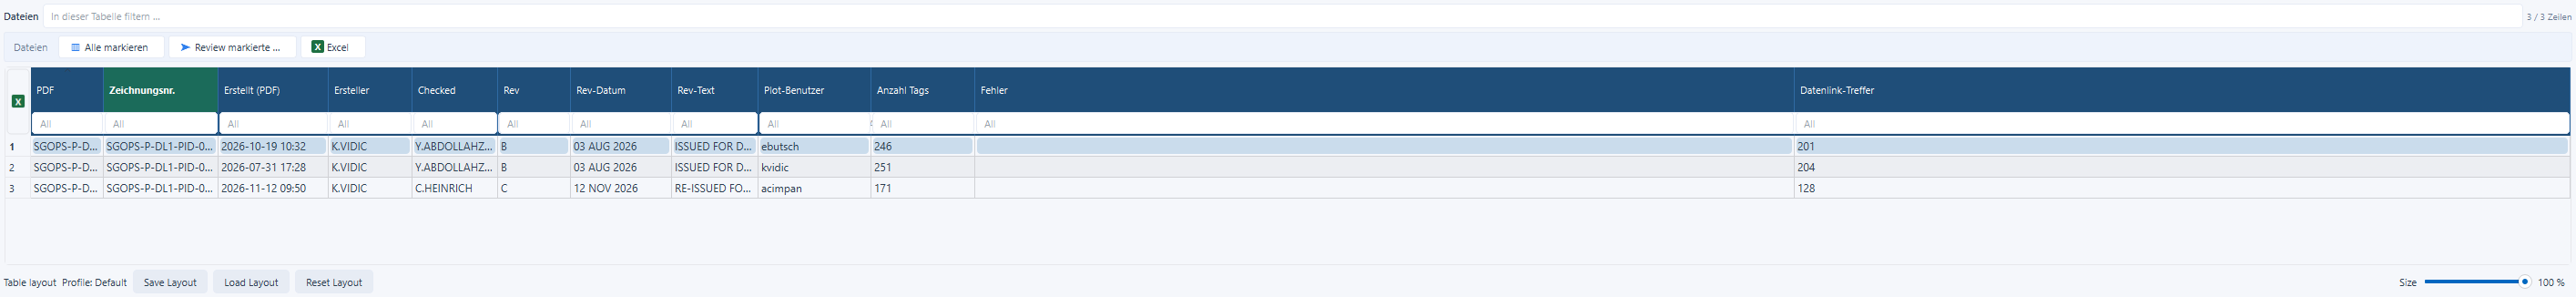 Dateien In dieser Tabelle filtern ... 3 / 3 Zeilen
Dateien Alle markieren Review markierte ... Excel
PDF Zeichnungsnr. Erstellt (PDF) Ersteller Checked Rev Rev-Datum Rev-Text Plot-Benutzer Anzahl Tags Fehler Datenlink-Treffer
All All All All All All All All All All All All
1 SGOPS-P-D... SGOPS-P-DL1-PID-0... 2026-10-19 10:32 K.VIDIC Y.ABDOLLAHZ... B 03 AUG 2026 ISSUED FOR D... ebutsch 246 201
2 SGOPS-P-D... SGOPS-P-DL1-PID-0... 2026-07-31 17:28 K.VIDIC Y.ABDOLLAHZ... B 03 AUG 2026 ISSUED FOR D... kvidic 251 204
3 SGOPS-P-D... SGOPS-P-DL1-PID-0... 2026-11-12 09:50 K.VIDIC C.HEINRICH C 12 NOV 2026 RE-ISSUED FO... acimpan 171 128
Table layout Profile: Default Save Layout Load Layout Reset Layout Size 100 %